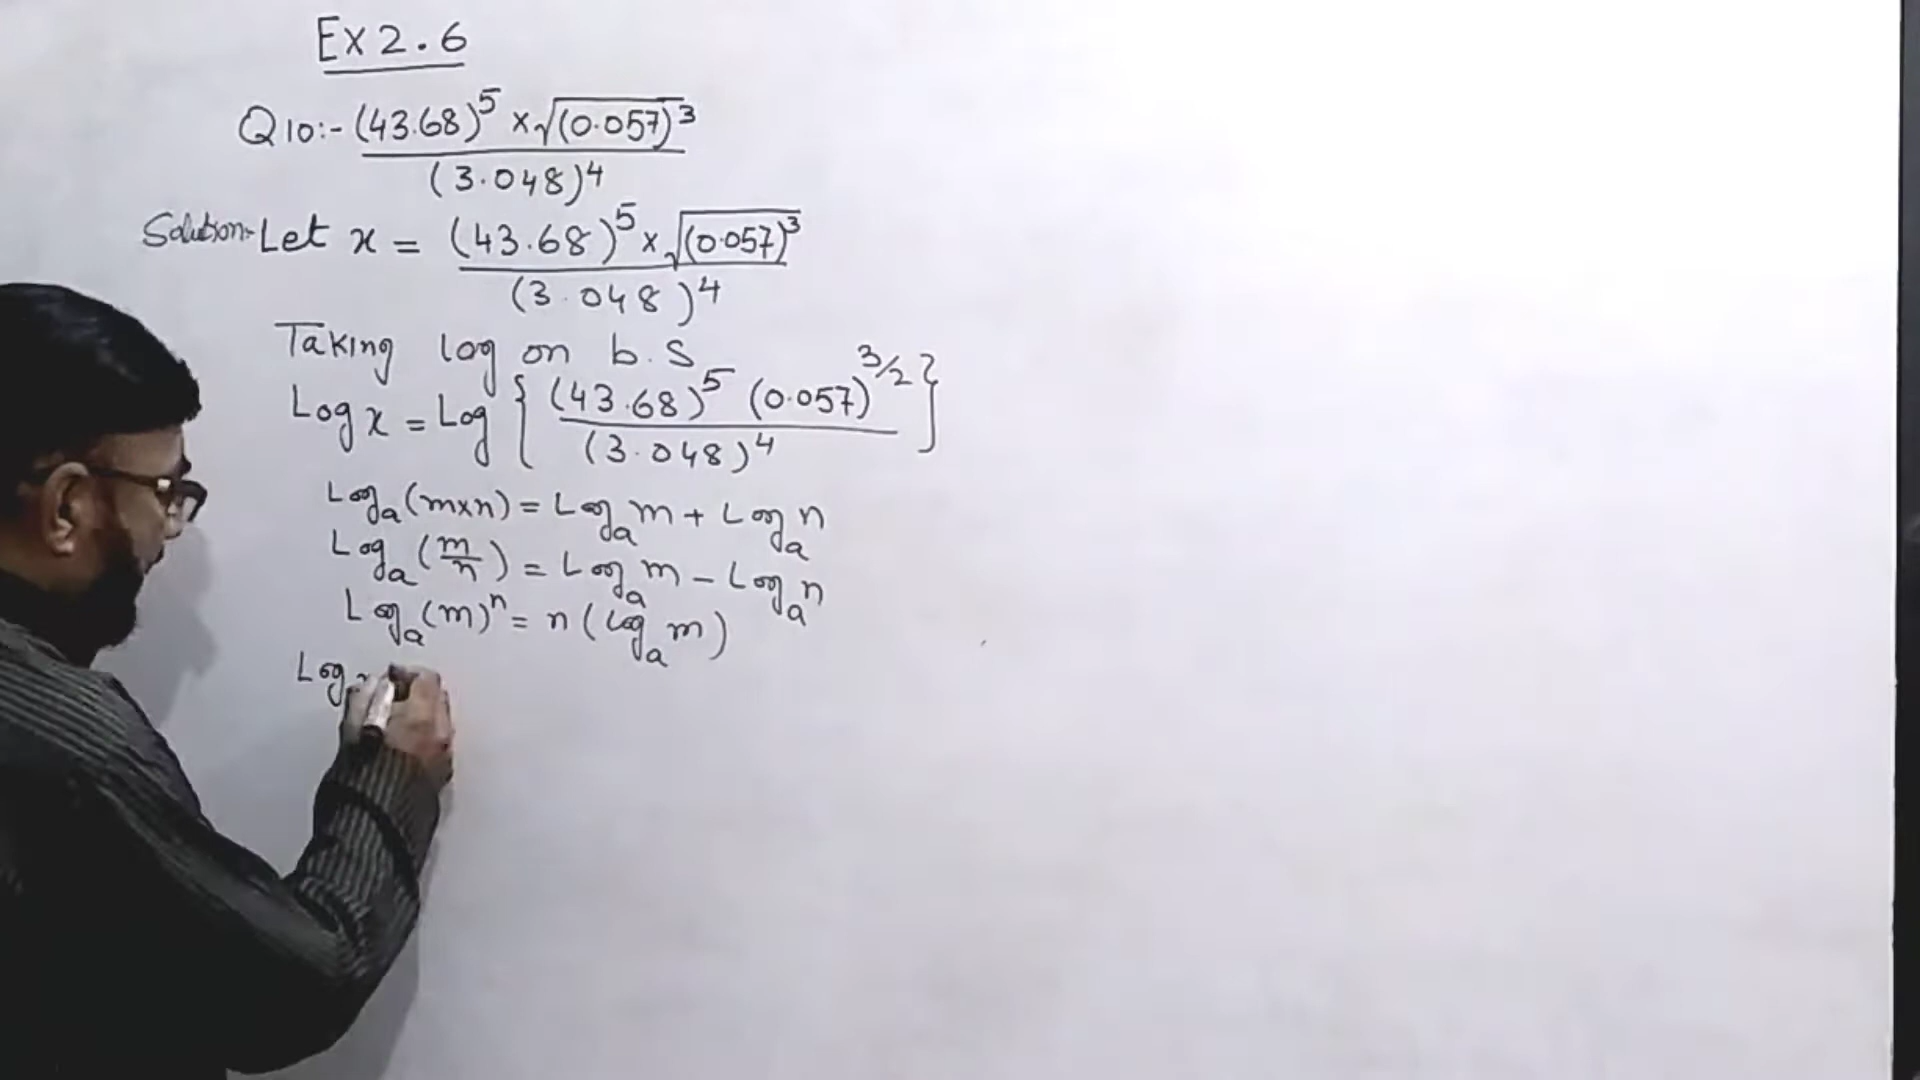 Ex 2.6
Q10:- (43.68)^5 × √(0.057)^3 / (3.048)^4
Solution:- Let x = (43.68)^5 × √(0.057)^3 / (3.048)^4
Taking log on b.s
Log x = Log { (43.68)^5 (0.057)^3/2 / (3.048)^4 }
Log_a (m×n) = Log_a m + Log_a n
Log_a (m/n) = Log_a m - Log_a n
Log_a (m)^n = n (Log_a m)
Log